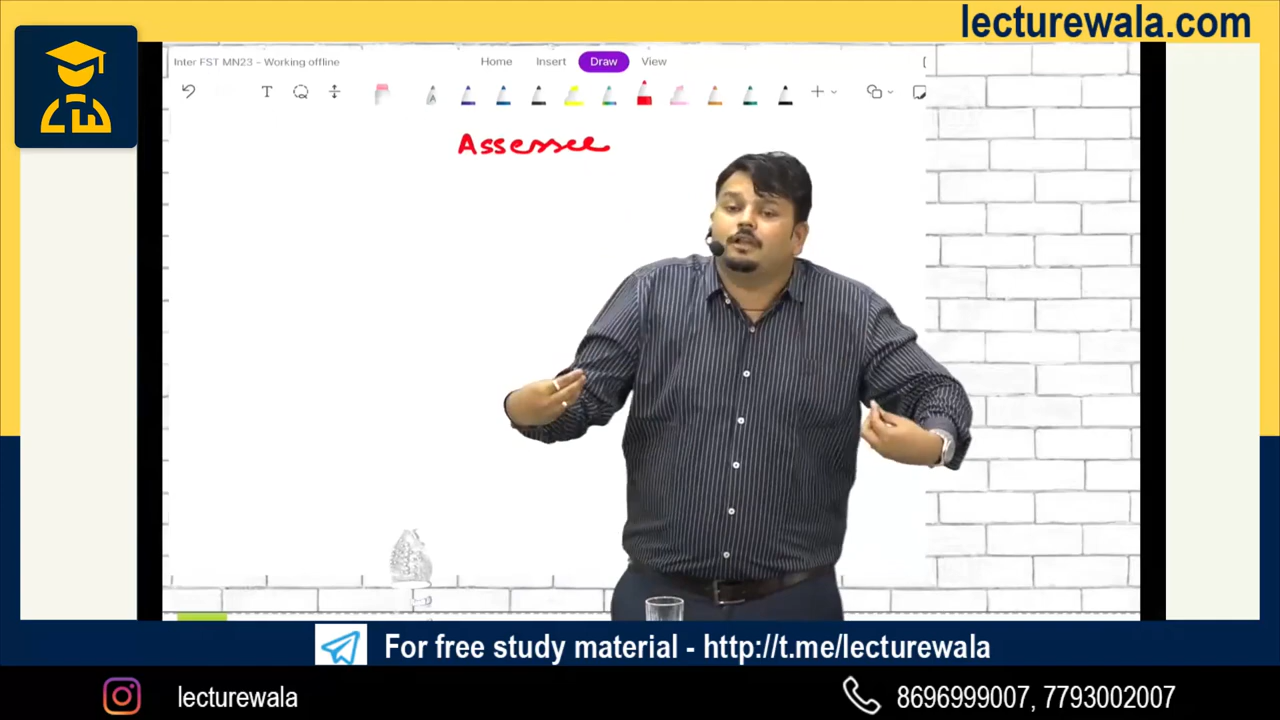 lecturewala.com
Inter FST MN23 - Working offline
Home Insert Draw View
Assessee
For free study material - http://t.me/lecturewala
lecturewala
8696999007, 7793002007